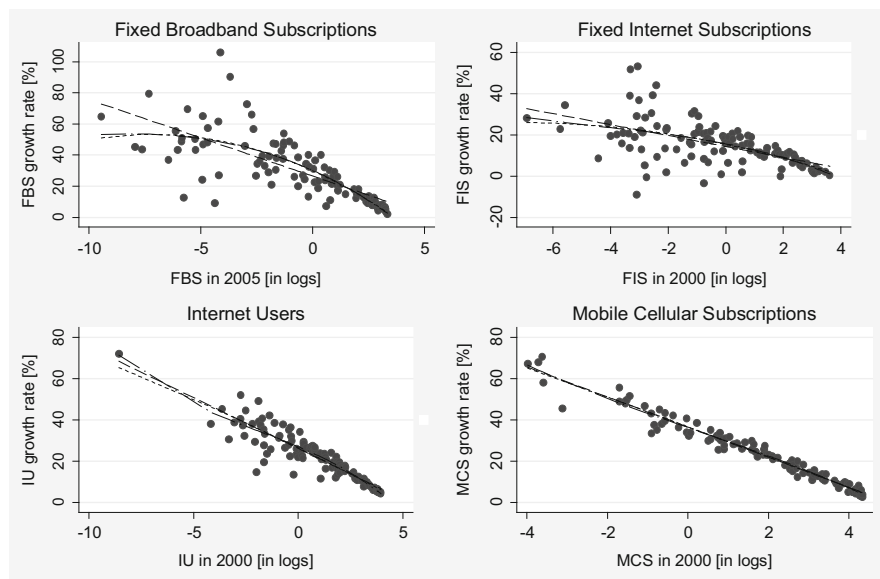 Fixed Broadband Subscriptions
FBS growth rate [%]
0 20 40 60 80 100
-10 -5 0 5
FBS in 2005 [in logs]
Fixed Internet Subscriptions
FIS growth rate [%]
-20 0 20 40 60
-6 -4 -2 0 2 4
FIS in 2000 [in logs]
Internet Users
IU growth rate [%]
0 20 40 60 80
-10 -5 0 5
IU in 2000 [in logs]
Mobile Cellular Subscriptions
MCS growth rate [%]
0 20 40 60 80
-4 -2 0 2 4
MCS in 2000 [in logs]